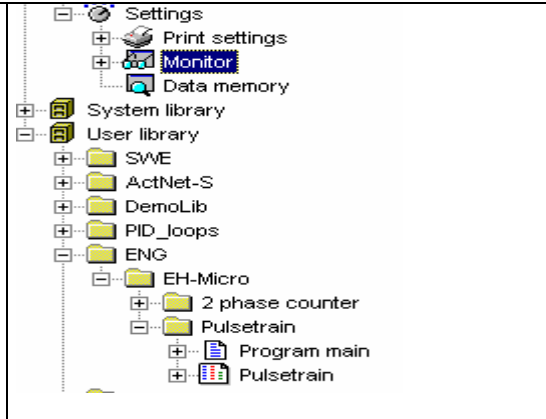 Settings
Print settings
Monitor
Data memory
System library
User library
SWE
ActNet-S
DemoLib
PID_loops
ENG
EH-Micro
2 phase counter
Pulsetrain
Program main
Pulsetrain